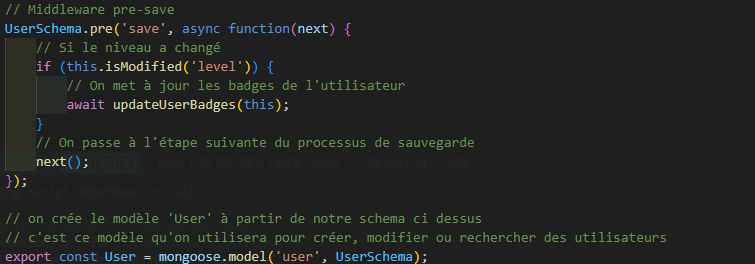 // Middleware pre-save
UserSchema.pre('save', async function(next) {
// Si le niveau a changé
if (this.isModified('level')) {
// On met à jour les badges de l'utilisateur
await updateUserBadges(this);
}
// On passe à l'étape suivante du processus de sauvegarde
next();
});
// on crée le modèle 'User' à partir de notre schema ci dessus
// c'est ce modèle qu'on utilisera pour créer, modifier ou rechercher des utilisateurs
export const User = mongoose.model('user', UserSchema);